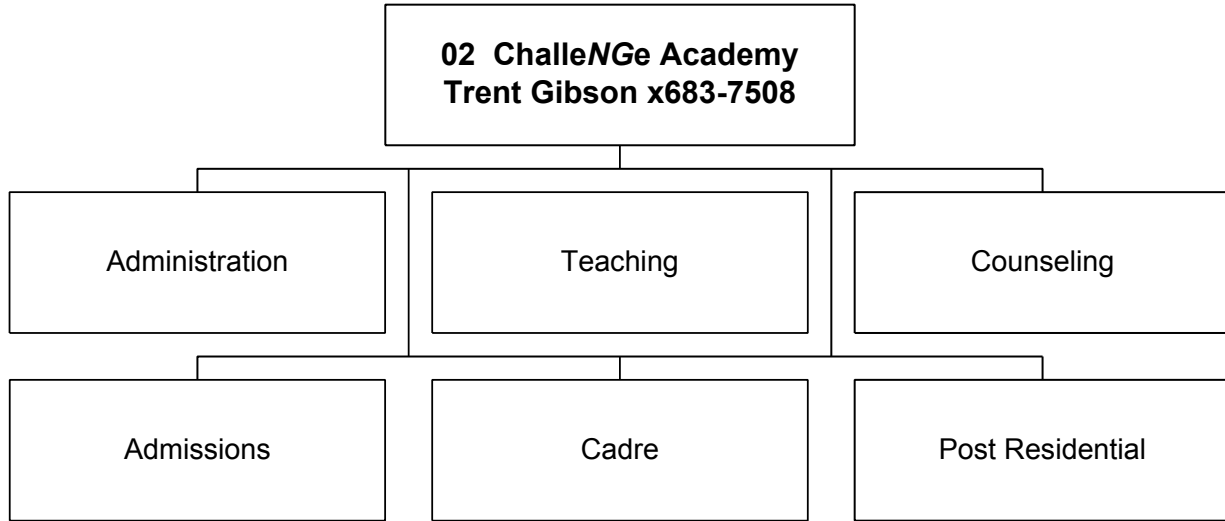 02 ChalleNGe Academy
Trent Gibson x683-7508
Administration
Teaching
Counseling
Admissions
Cadre
Post Residential